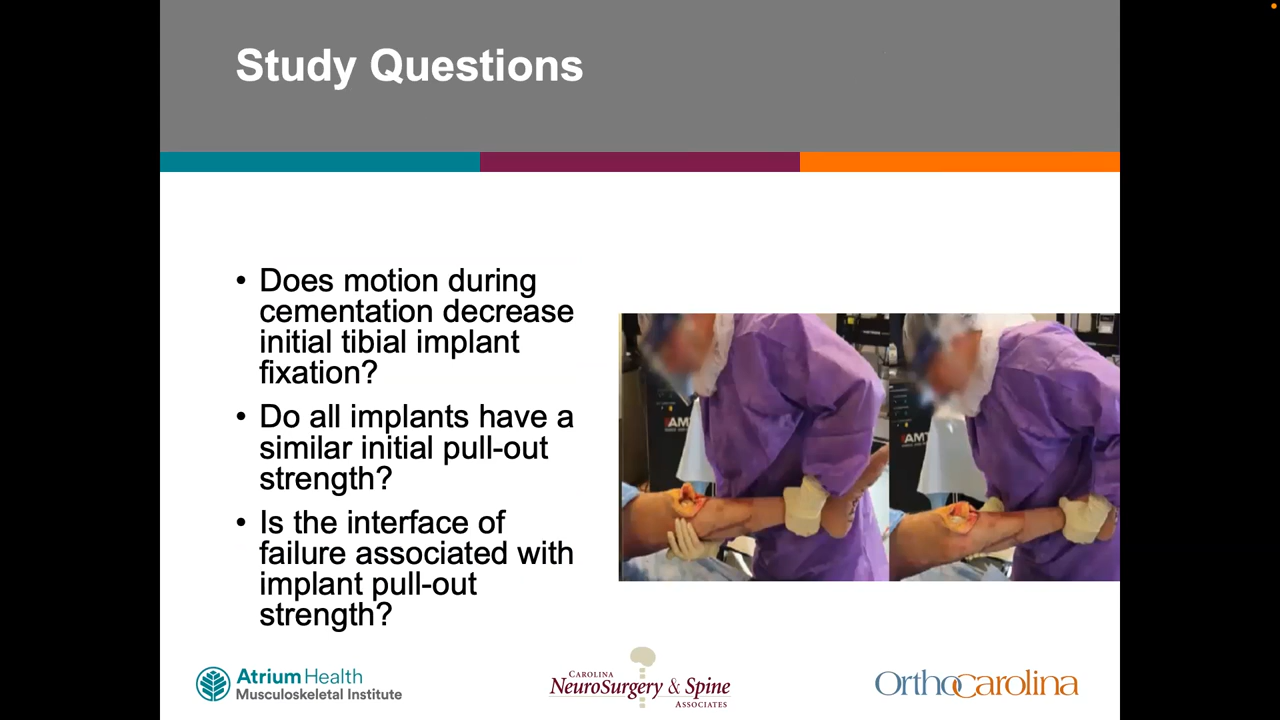 Study Questions
• Does motion during
cementation decrease
initial tibial implant
fixation?
• Do all implants have a
similar initial pull-out
strength?
• Is the interface of
failure associated with
implant pull-out
strength?
AMT
AMT
Atrium Health
Musculoskeletal Institute
CAROLINA
NEUROSURGERY & SPINE
ASSOCIATES
OrthoCarolina